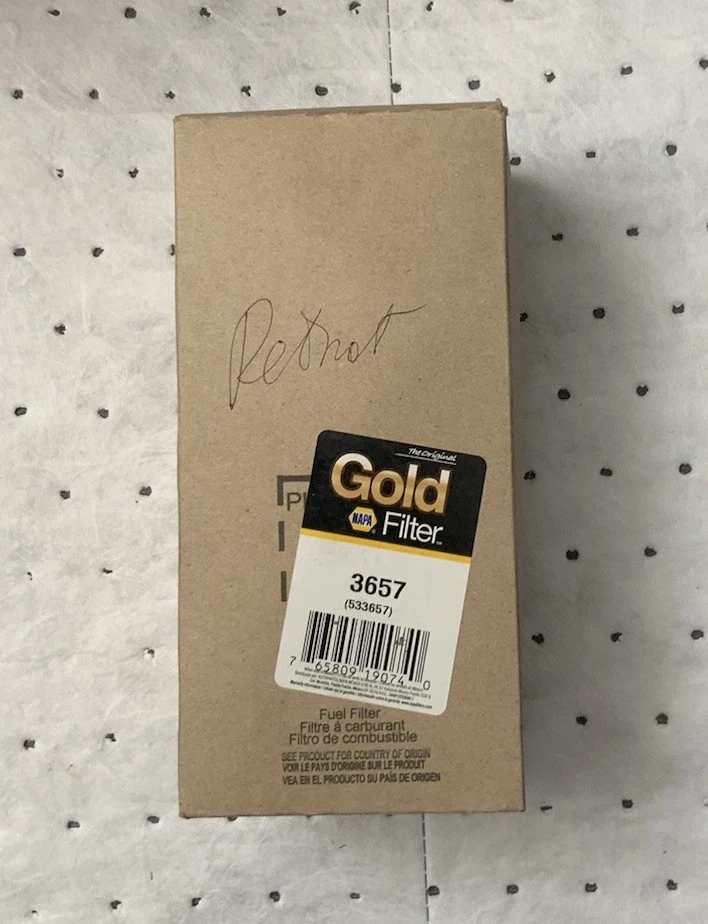 The Original
Gold
NAPA Filter
3657
(533657)
7 65809 19074 0
Fuel Filter
Filtre à carburant
Filtro de combustible
SEE PRODUCT FOR COUNTRY OF ORIGIN
VOIR LE PAYS D'ORIGINE SUR LE PRODUIT
VEA EN EL PRODUCTO SU PAÍS DE ORIGEN